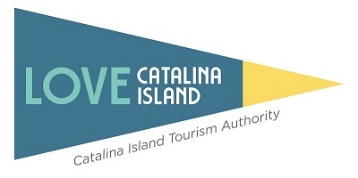 LOVE CATALINA
ISLAND
Catalina Island Tourism Authority